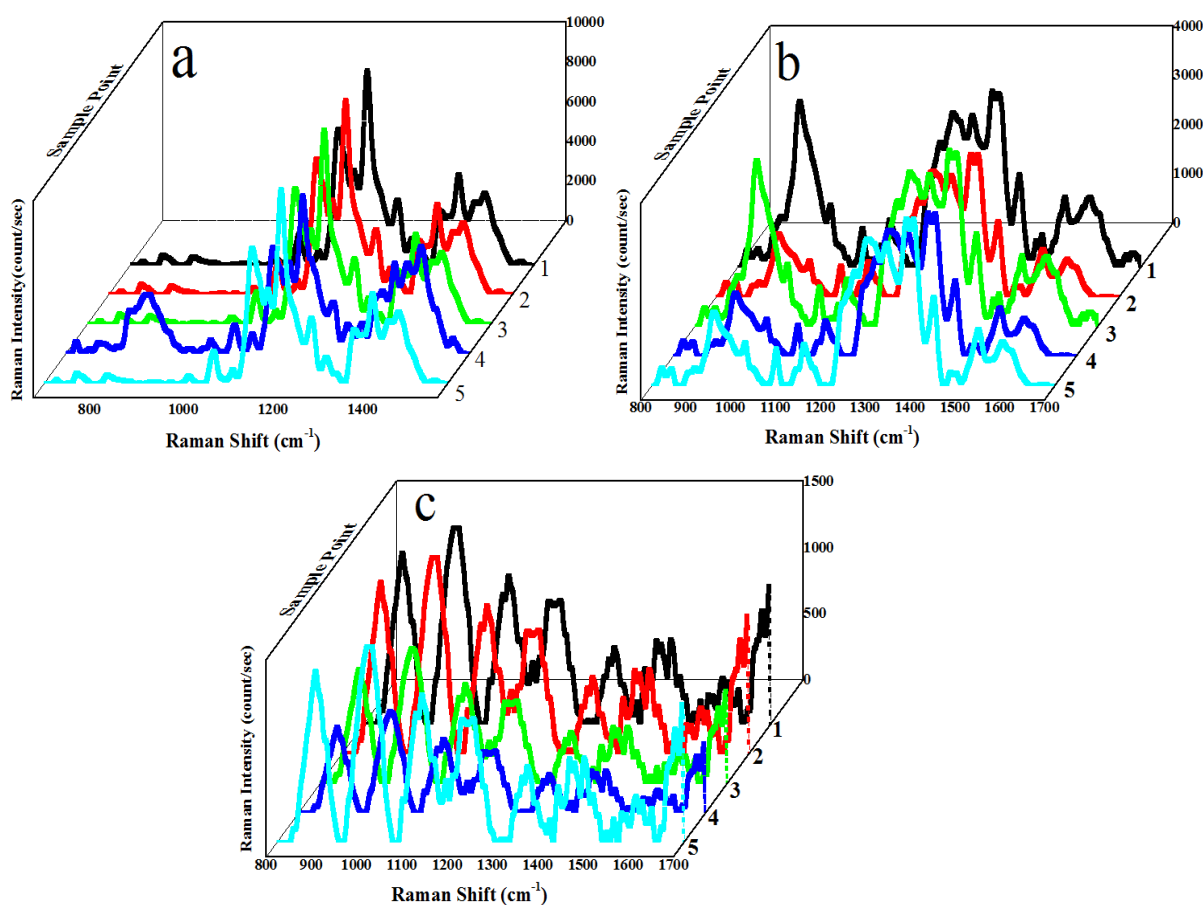 a
Sample Point
Raman Intensity (count/sec)
10000
8000
6000
4000
2000
0
1
2
3
4
5
800 1000 1200 1400
Raman Shift (cm⁻¹)
b
Sample Point
Raman Intensity (count/sec)
4000
3000
2000
1000
0
1
2
3
4
5
800 900 1000 1100 1200 1300 1400 1500 1600 1700
Raman Shift (cm⁻¹)
c
Sample Point
Raman Intensity (count/sec)
1500
1000
500
0
1
2
3
4
5
800 900 1000 1100 1200 1300 1400 1500 1600 1700
Raman Shift (cm⁻¹)